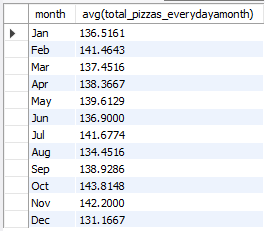 month avg(total_pizzas_everydayamonth)
Jan 136.5161
Feb 141.4643
Mar 137.4516
Apr 138.3667
May 139.6129
Jun 136.9000
Jul 141.6774
Aug 134.4516
Sep 138.9286
Oct 143.8148
Nov 142.2000
Dec 131.1667